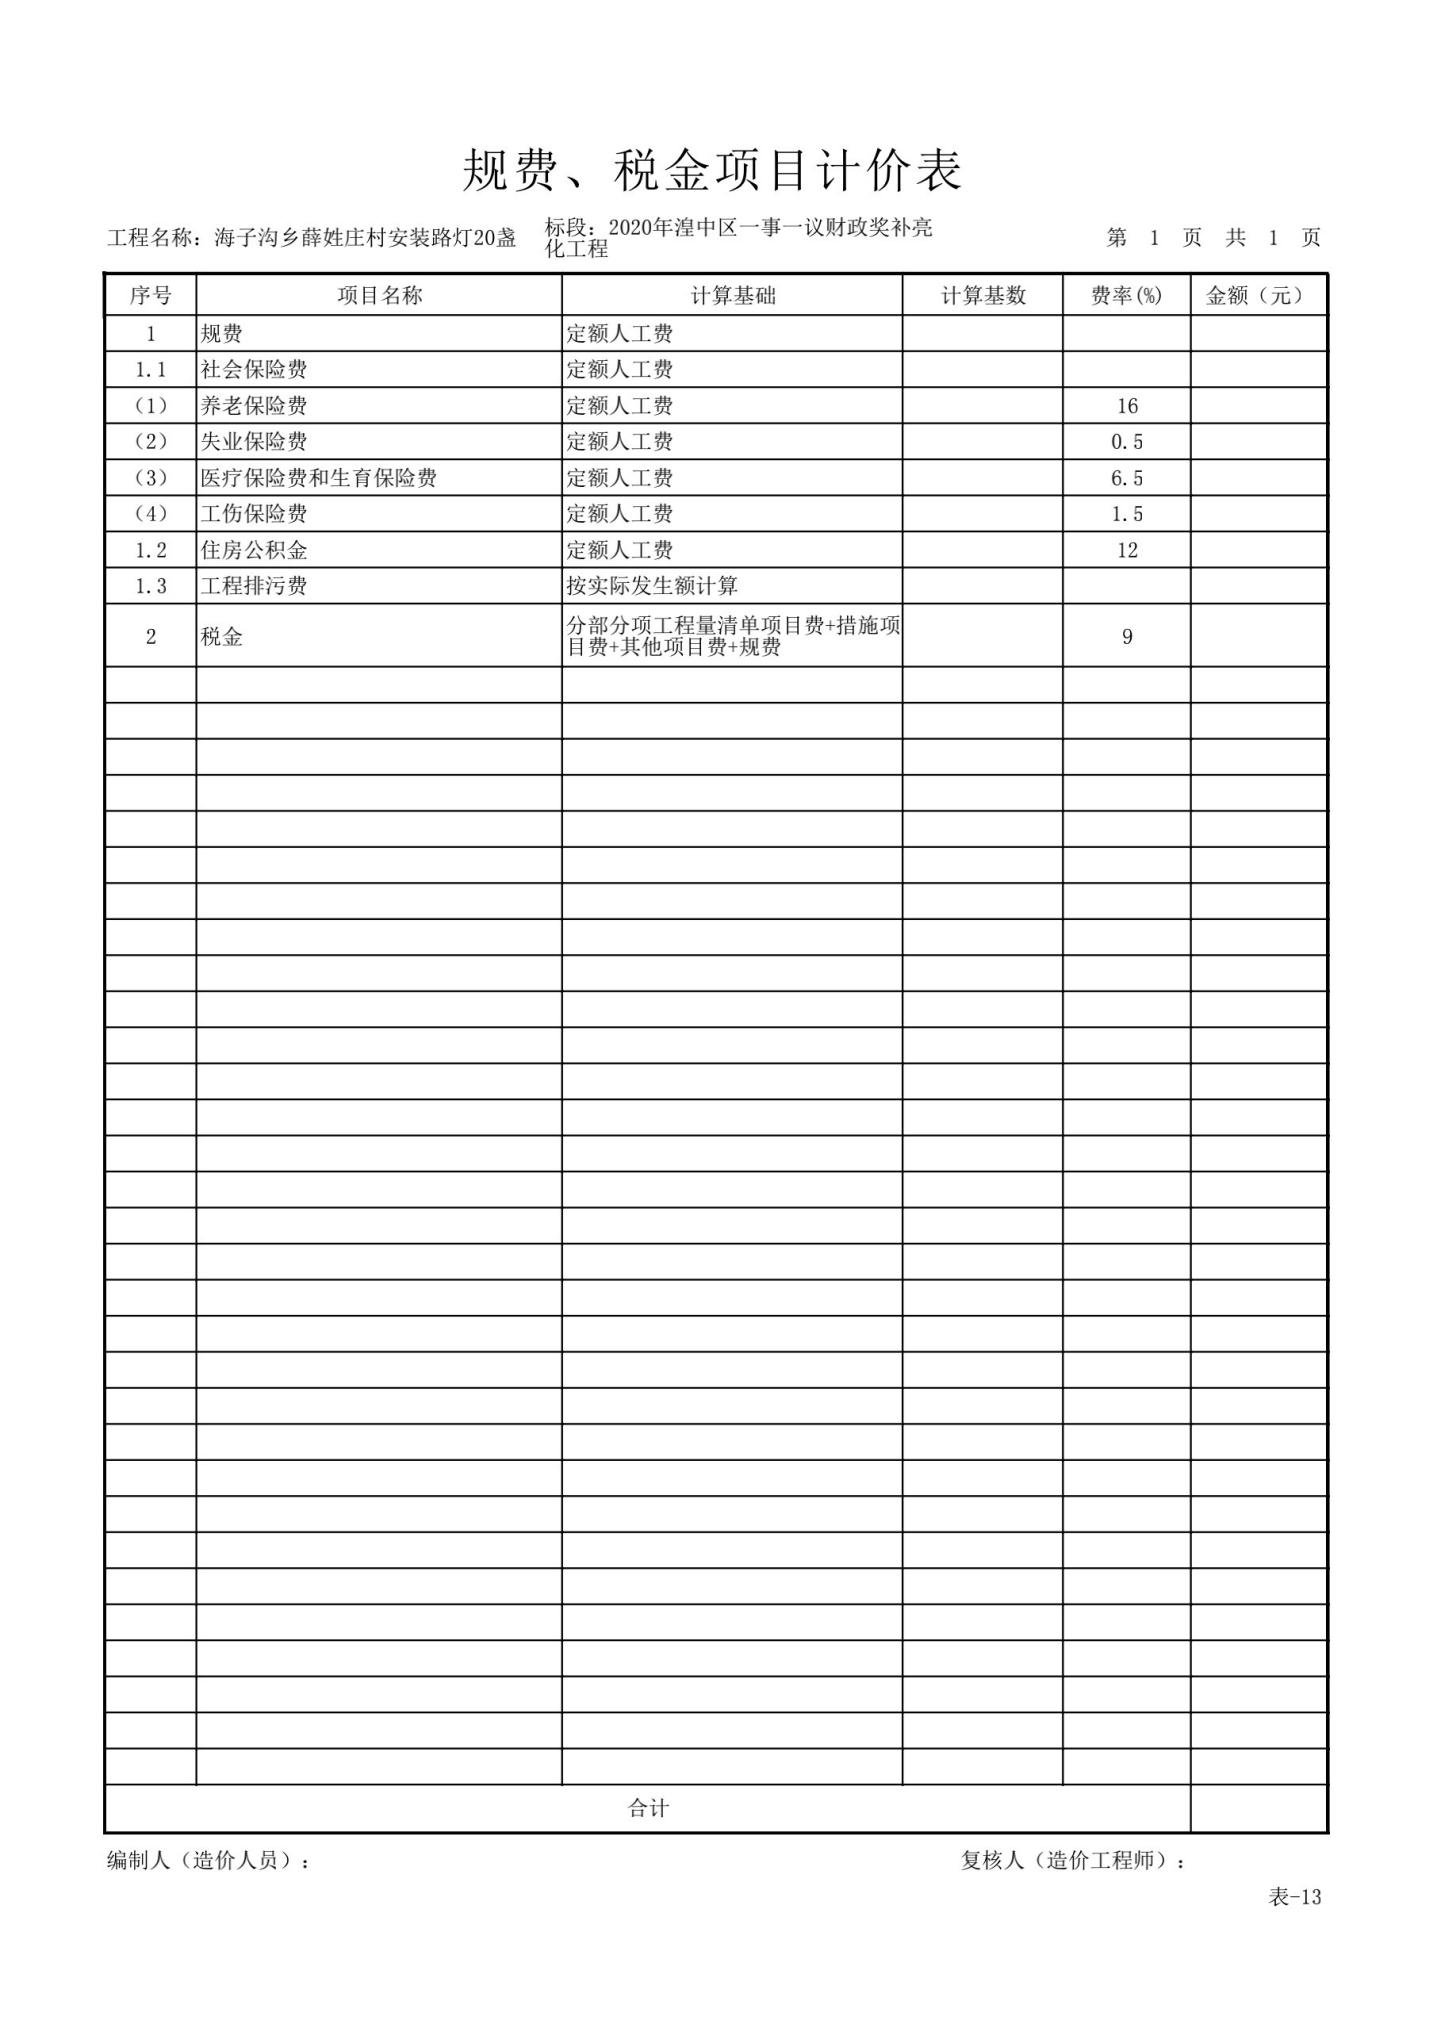 规费、税金项目计价表
工程名称：海子沟乡薛姓庄村安装路灯20盏
标段：2020年湟中区一事一议财政奖补亮
化工程
第 1 页 共 1 页
序号 项目名称 计算基础 计算基数 费率(%) 金额（元）
1 规费 定额人工费
1.1 社会保险费 定额人工费
（1） 养老保险费 定额人工费 16
（2） 失业保险费 定额人工费 0.5
（3） 医疗保险费和生育保险费 定额人工费 6.5
（4） 工伤保险费 定额人工费 1.5
1.2 住房公积金 定额人工费 12
1.3 工程排污费 按实际发生额计算
2 税金 分部分项工程量清单项目费+措施项 9
目费+其他项目费+规费
合计
编制人（造价人员）： 复核人（造价工程师）：
表-13